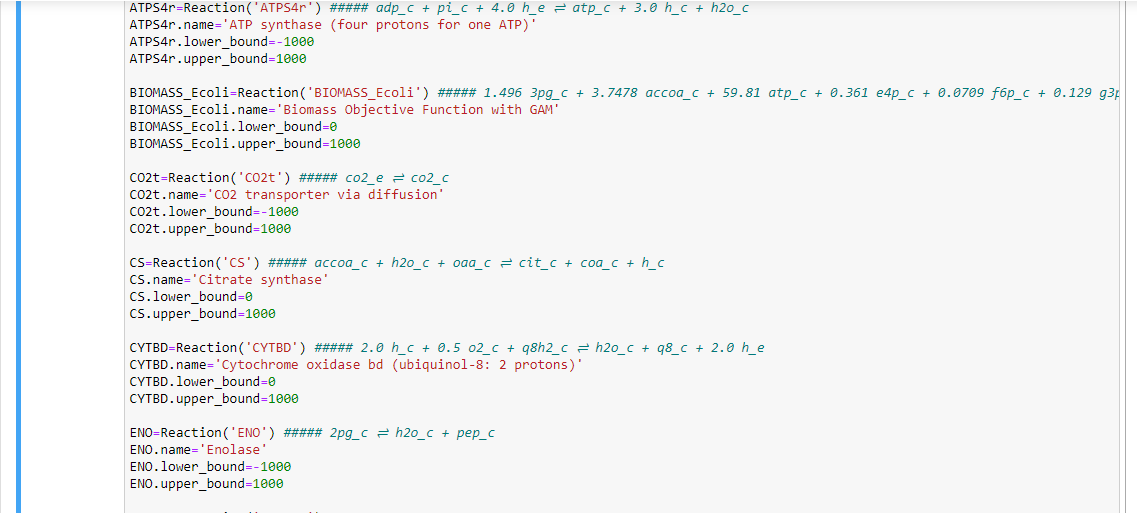 ATPS4r=Reaction('ATPS4r') ##### adp_c + pi_c + 4.0 h_e ⇌ atp_c + 3.0 h_c + h2o_c
ATPS4r.name='ATP synthase (four protons for one ATP)'
ATPS4r.lower_bound=-1000
ATPS4r.upper_bound=1000
BIOMASS_Ecoli=Reaction('BIOMASS_Ecoli') ##### 1.496 3pg_c + 3.7478 accoa_c + 59.81 atp_c + 0.361 e4p_c + 0.0709 f6p_c + 0.129 g3p
BIOMASS_Ecoli.name='Biomass Objective Function with GAM'
BIOMASS_Ecoli.lower_bound=0
BIOMASS_Ecoli.upper_bound=1000
CO2t=Reaction('CO2t') ##### co2_e ⇌ co2_c
CO2t.name='CO2 transporter via diffusion'
CO2t.lower_bound=-1000
CO2t.upper_bound=1000
CS=Reaction('CS') ##### accoa_c + h2o_c + oaa_c ⇌ cit_c + coa_c + h_c
CS.name='Citrate synthase'
CS.lower_bound=0
CS.upper_bound=1000
CYTBD=Reaction('CYTBD') ##### 2.0 h_c + 0.5 o2_c + q8h2_c ⇌ h2o_c + q8_c + 2.0 h_e
CYTBD.name='Cytochrome oxidase bd (ubiquinol-8: 2 protons)'
CYTBD.lower_bound=0
CYTBD.upper_bound=1000
ENO=Reaction('ENO') ##### 2pg_c ⇌ h2o_c + pep_c
ENO.name='Enolase'
ENO.lower_bound=-1000
ENO.upper_bound=1000